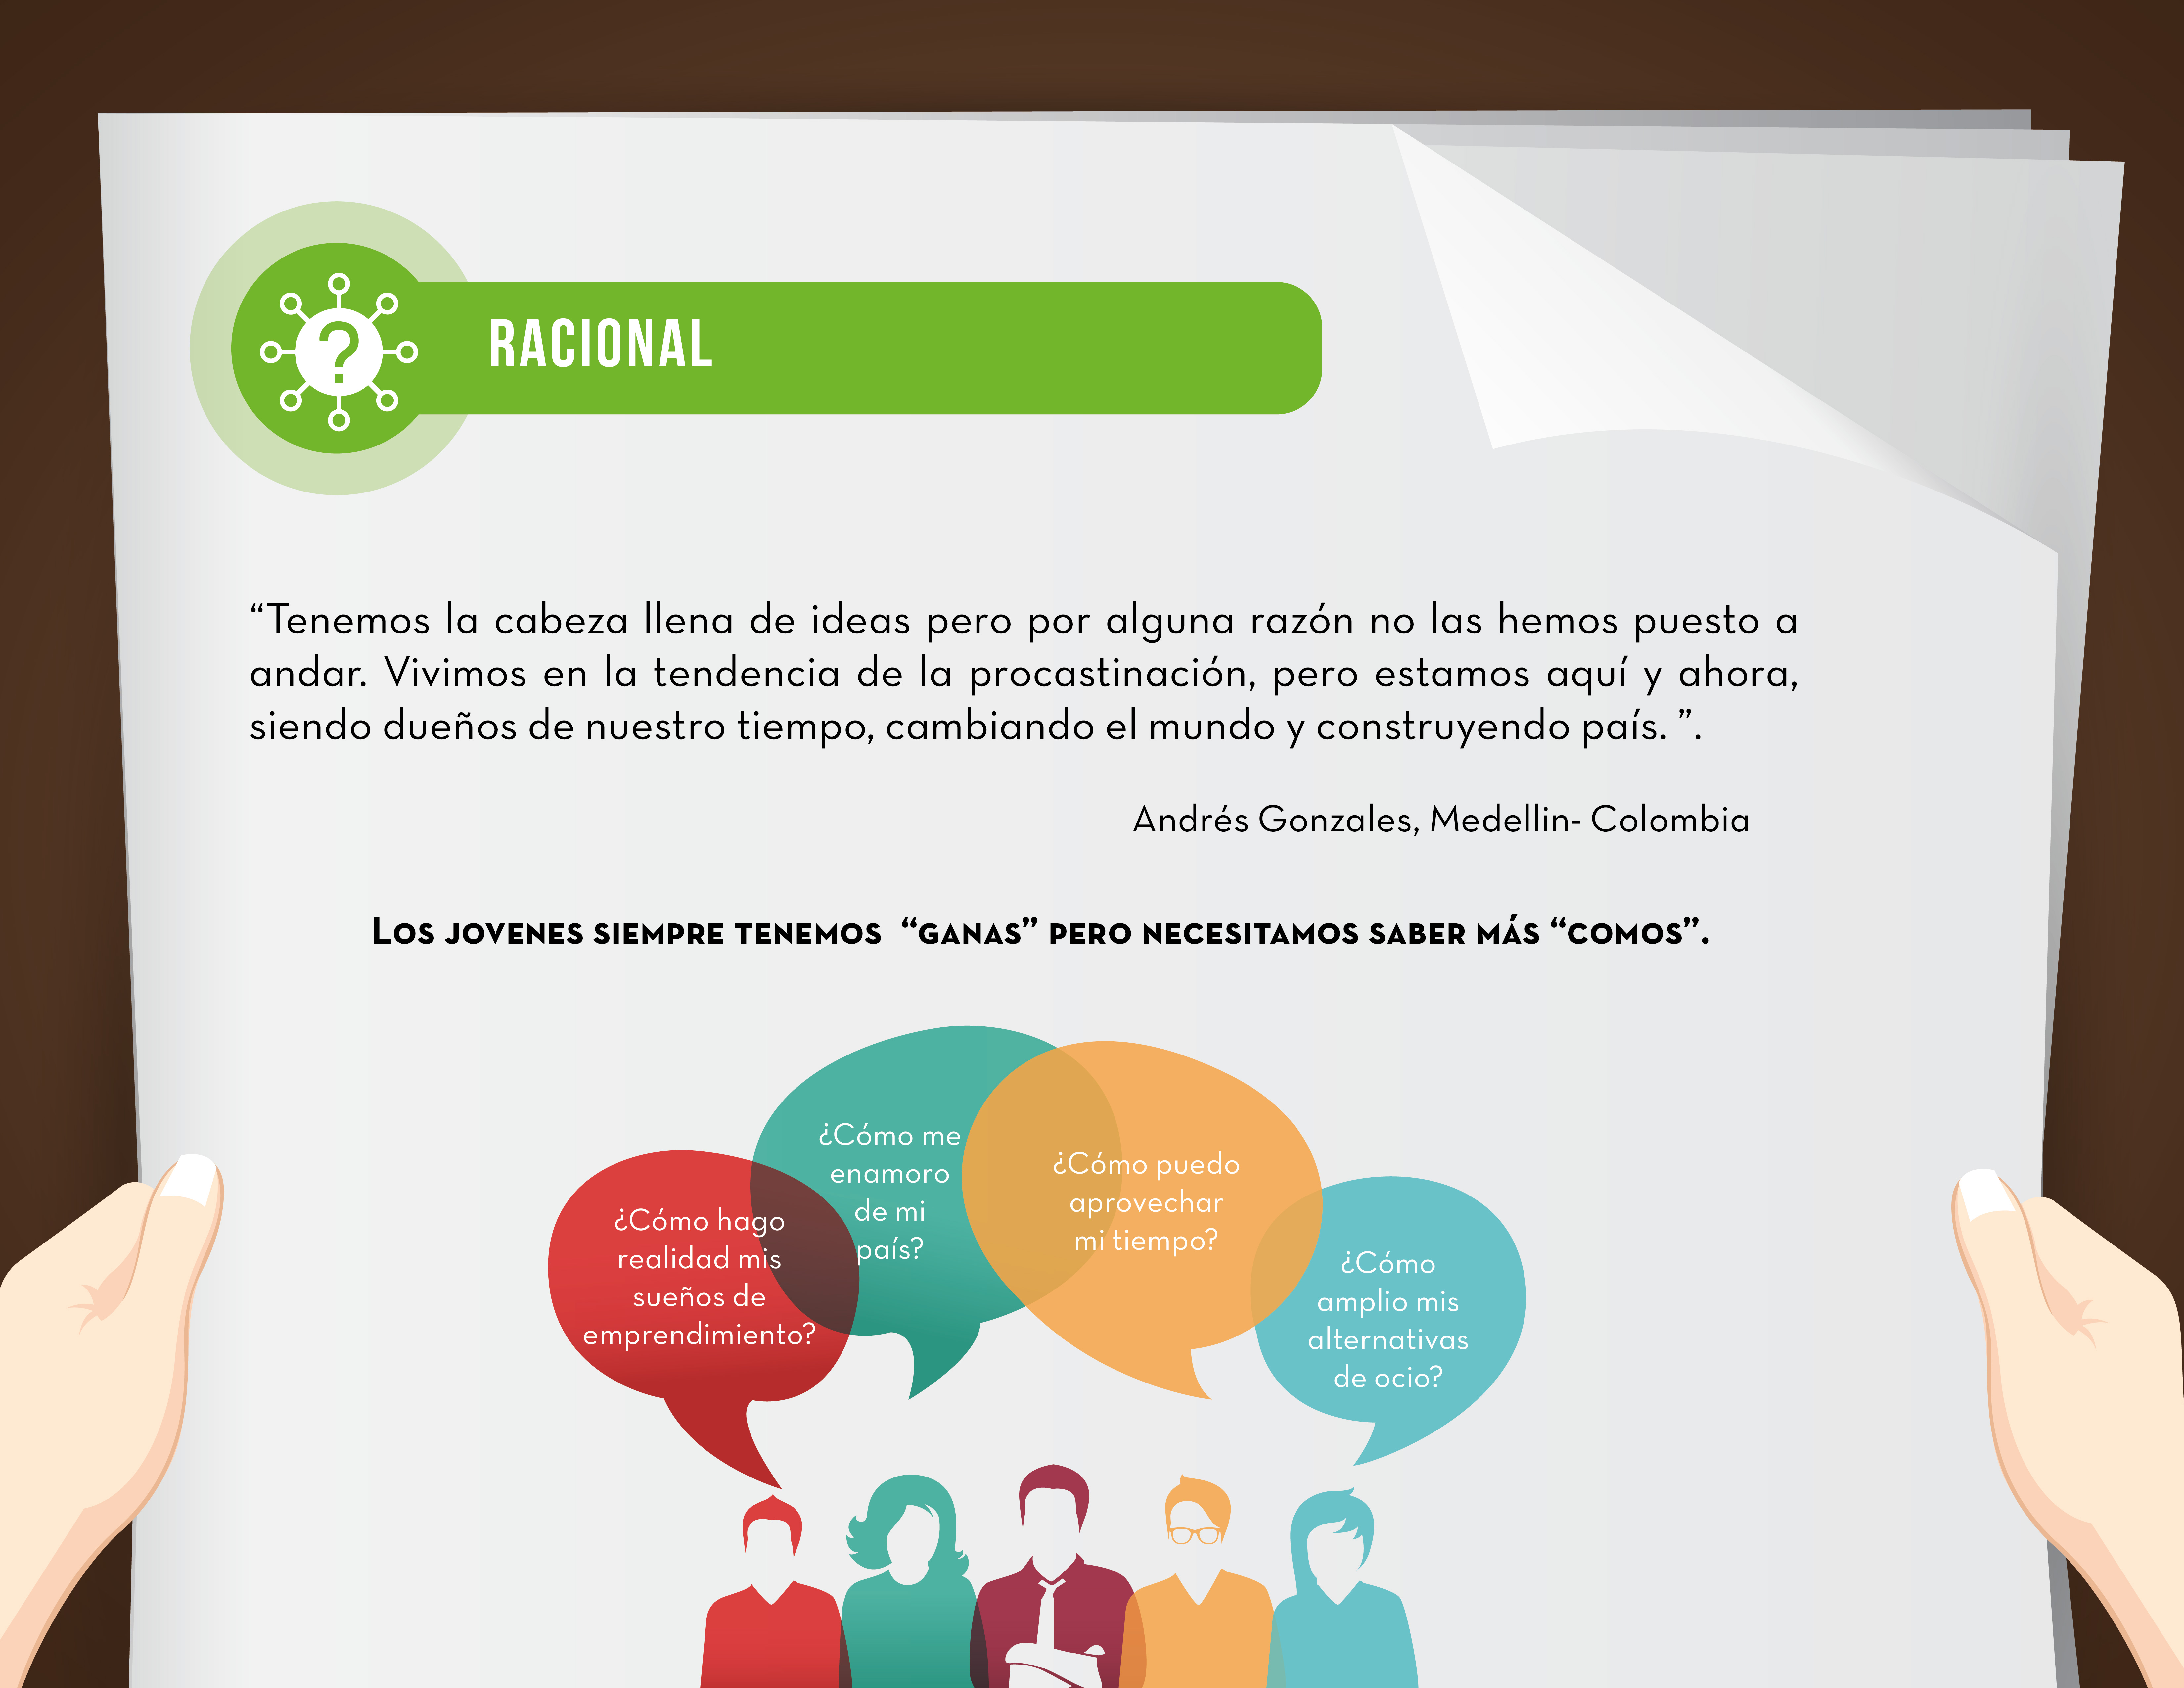 ?
RACIONAL
“Tenemos la cabeza llena de ideas pero por alguna razón no las hemos puesto a
andar. Vivimos en la tendencia de la procastinación, pero estamos aquí y ahora,
siendo dueños de nuestro tiempo, cambiando el mundo y construyendo país. ”.
Andrés Gonzales, Medellin- Colombia
Los jovenes siempre tenemos “ganas” pero necesitamos saber más “comos”.
¿Cómo hago
realidad mis
sueños de
emprendimiento?
¿Cómo me
enamoro
de mi
país?
¿Cómo puedo
aprovechar
mi tiempo?
¿Cómo
amplio mis
alternativas
de ocio?